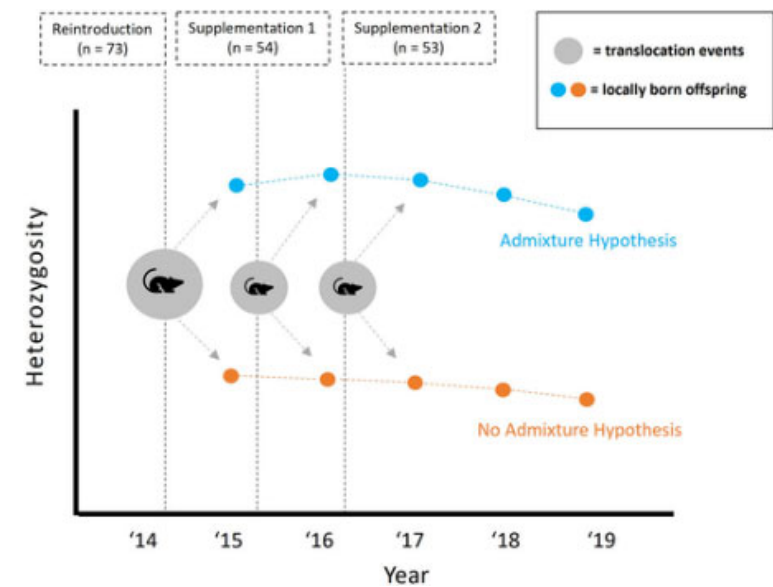 Reintroduction
(n = 73)
Supplementation 1
(n = 54)
Supplementation 2
(n = 53)
= translocation events
= locally born offspring
Heterozygosity
Admixture Hypothesis
No Admixture Hypothesis
‘14 ‘15 ‘16 ‘17 ‘18 ‘19
Year